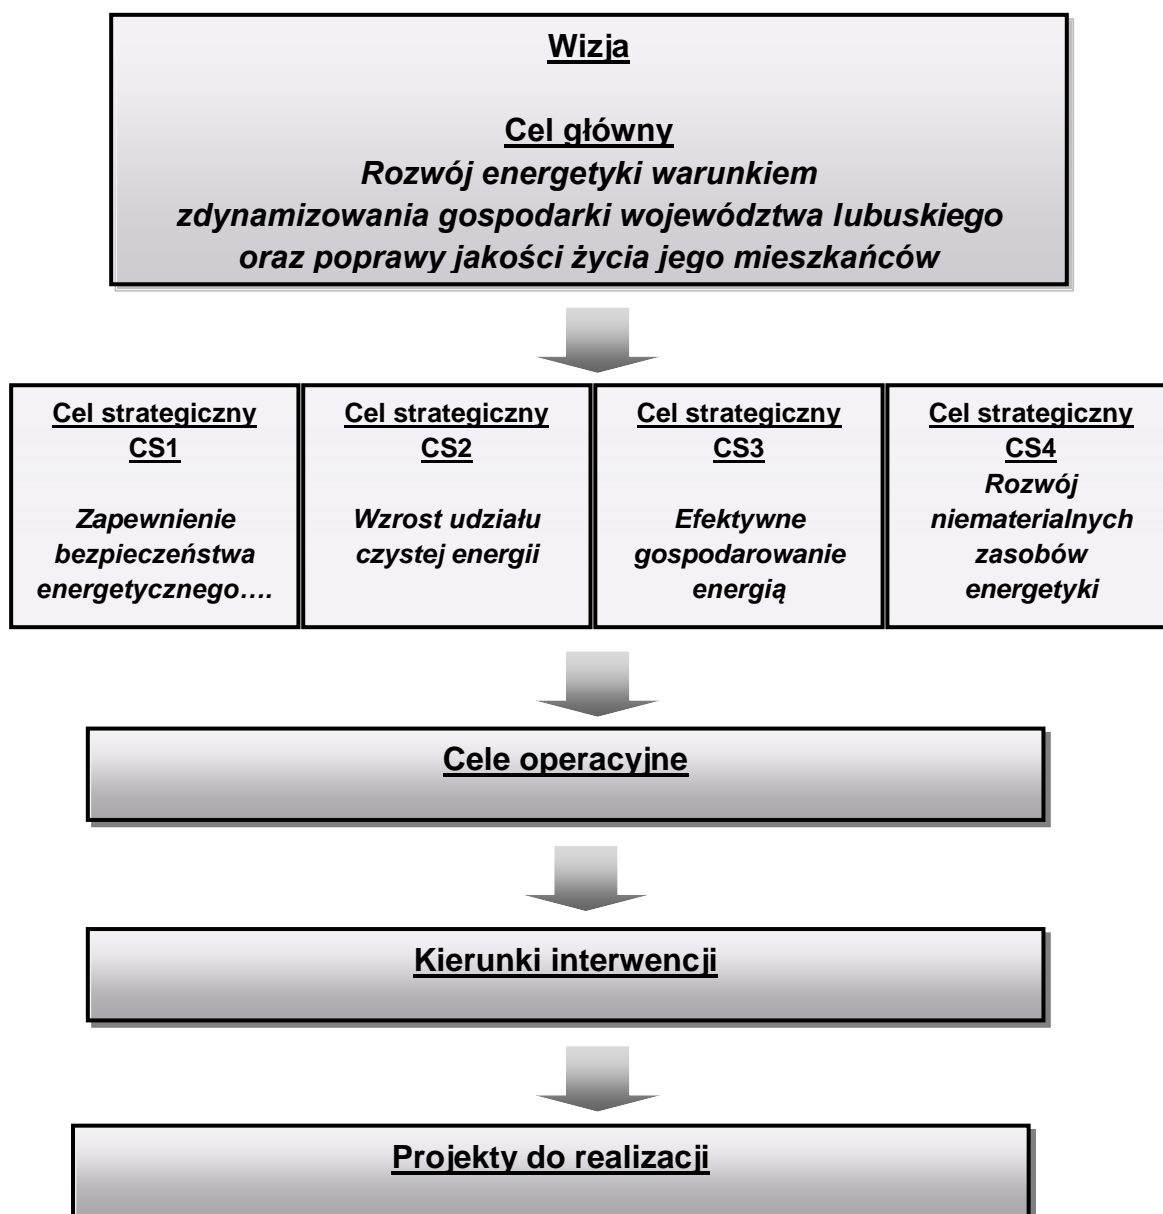 Wizja
Cel główny
Rozwój energetyki warunkiem
zdynamizowania gospodarki województwa lubuskiego
oraz poprawy jakości życia jego mieszkańców
Cel strategiczny
CS1
Zapewnienie
bezpieczeństwa
energetycznego….
Cel strategiczny
CS2
Wzrost udziału
czystej energii
Cel strategiczny
CS3
Efektywne
gospodarowanie
energią
Cel strategiczny
CS4
Rozwój
niematerialnych
zasobów
energetyki
Cele operacyjne
Kierunki interwencji
Projekty do realizacji